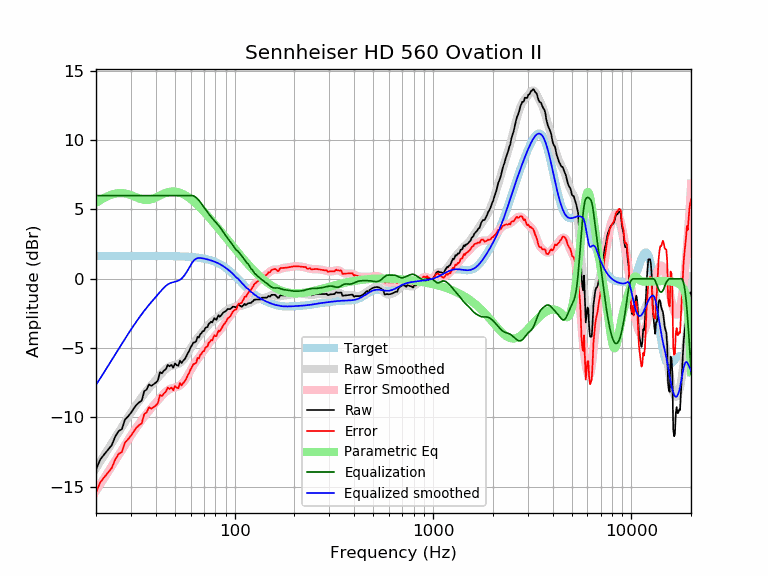 Sennheiser HD 560 Ovation II
Amplitude (dBr)
15
10
5
0
−5
−10
−15
Target
Raw Smoothed
Error Smoothed
Raw
Error
Parametric Eq
Equalization
Equalized smoothed
100
1000
10000
Frequency (Hz)